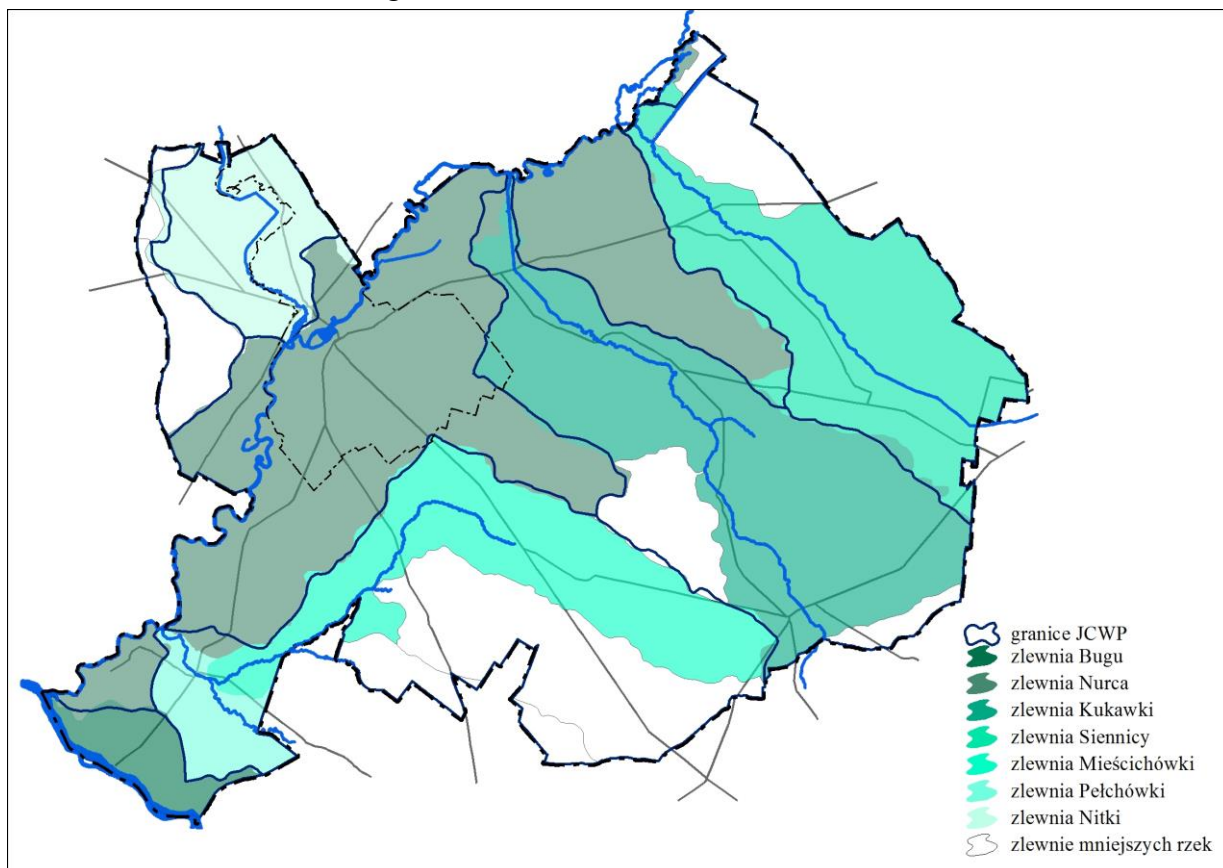 granice JCWP
zlewnia Bugu
zlewnia Nurca
zlewnia Kukawki
zlewnia Siennicy
zlewnia Mieścichówki
zlewnia Pełchówki
zlewnia Nitki
zlewnie mniejszych rzek